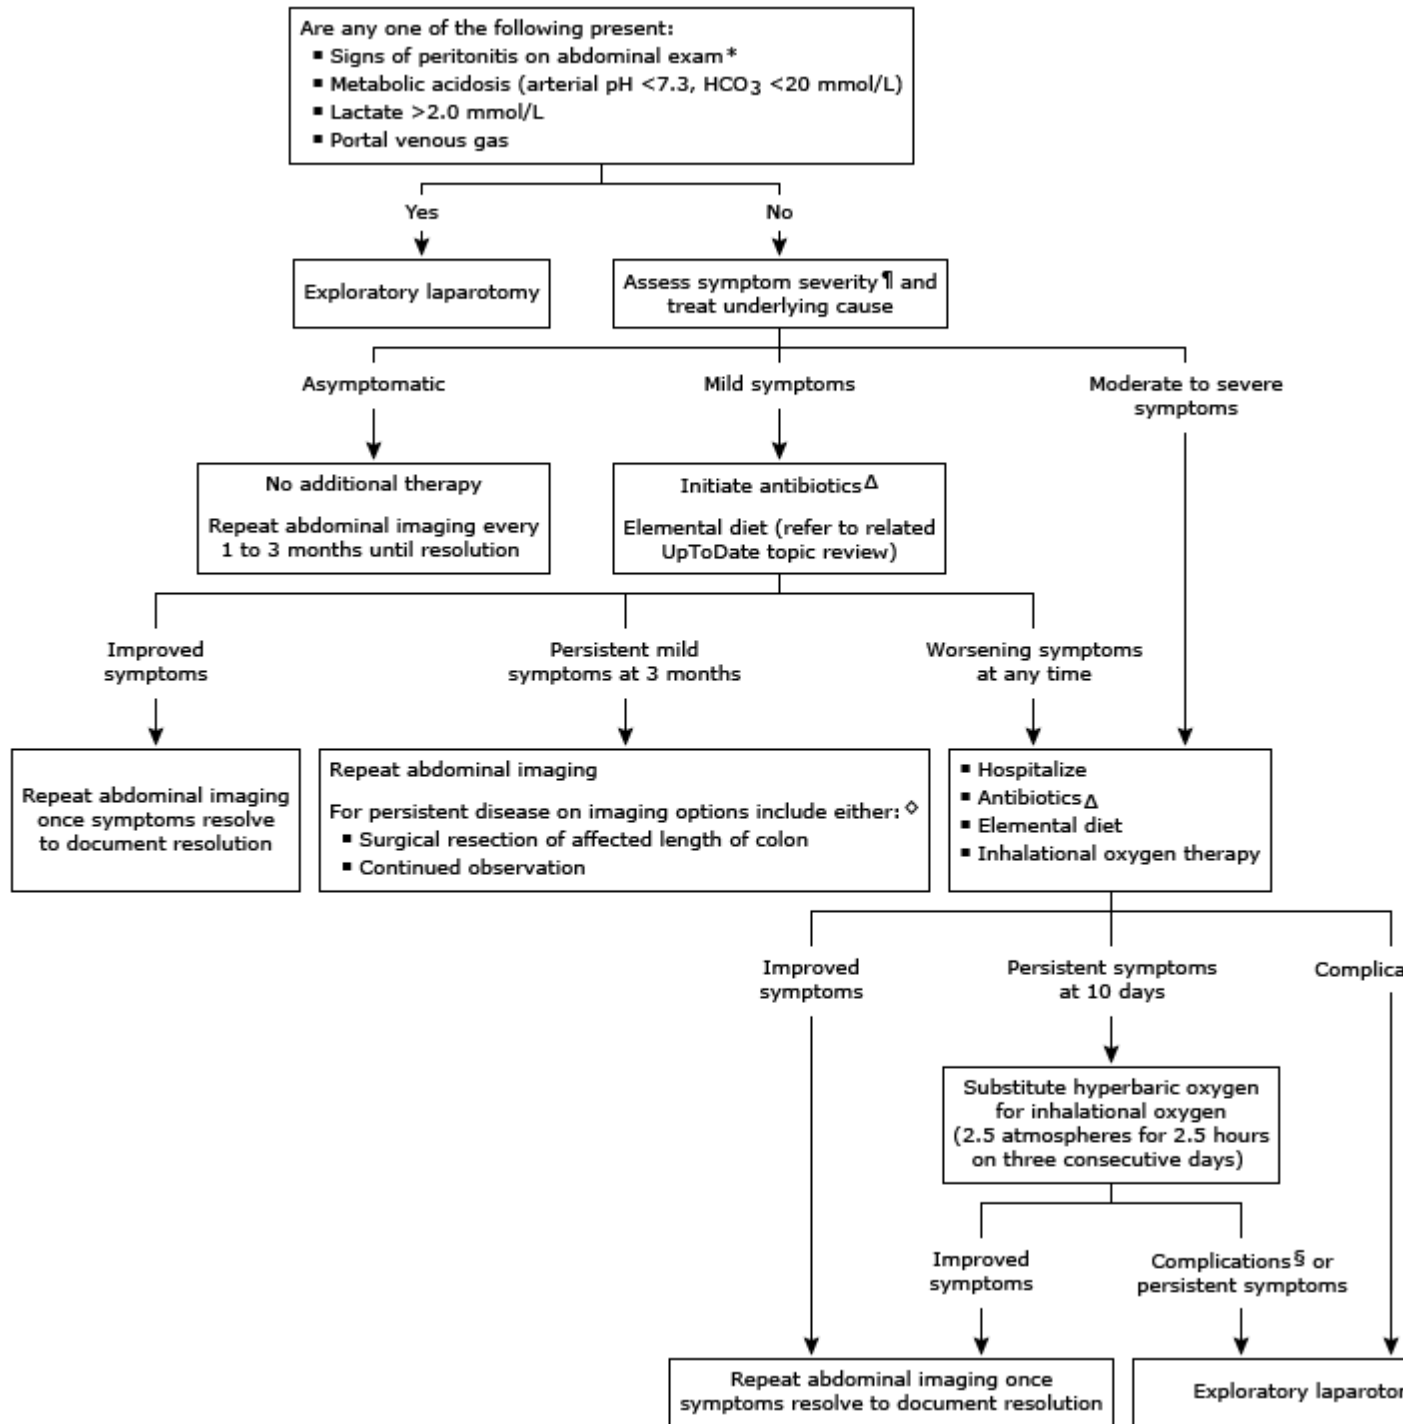 Are any one of the following present:
▪ Signs of peritonitis on abdominal exam*
▪ Metabolic acidosis (arterial pH <7.3, HCO3 <20 mmol/L)
▪ Lactate >2.0 mmol/L
▪ Portal venous gas
Yes
No
Exploratory laparotomy
Assess symptom severity¶ and
treat underlying cause
Asymptomatic
Mild symptoms
Moderate to severe
symptoms
No additional therapy
Repeat abdominal imaging every
1 to 3 months until resolution
Initiate antibioticsΔ
Elemental diet (refer to related
UpToDate topic review)
Improved
symptoms
Persistent mild
symptoms at 3 months
Worsening symptoms
at any time
Repeat abdominal imaging
once symptoms resolve
to document resolution
Repeat abdominal imaging
For persistent disease on imaging options include either:◇
▪ Surgical resection of affected length of colon
▪ Continued observation
▪ Hospitalize
▪ AntibioticsΔ
▪ Elemental diet
▪ Inhalational oxygen therapy
Improved
symptoms
Persistent symptoms
at 10 days
Complica
Substitute hyperbaric oxygen
for inhalational oxygen
(2.5 atmospheres for 2.5 hours
on three consecutive days)
Improved
symptoms
Complications§ or
persistent symptoms
Repeat abdominal imaging once
symptoms resolve to document resolution
Exploratory laparoto